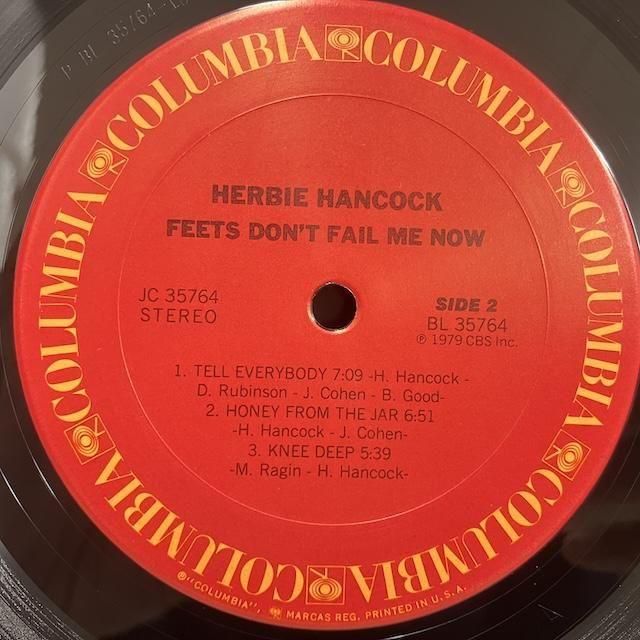 P BL 35764
COLUMBIA
COLUMBIA
COLUMBIA
COLUMBIA
COLUMBIA
COLUMBIA
HERBIE HANCOCK
FEETS DON'T FAIL ME NOW
JC 35764
STEREO
SIDE 2
BL 35764
℗ 1979 CBS Inc.
1. TELL EVERYBODY 7:09 -H. Hancock -
D. Rubinson - J. Cohen - B. Good-
2. HONEY FROM THE JAR 6:51
-H. Hancock - J. Cohen-
3. KNEE DEEP 5:39
-M. Ragin - H. Hancock-
®"COLUMBIA", MARCAS REG. PRINTED IN U.S.A.